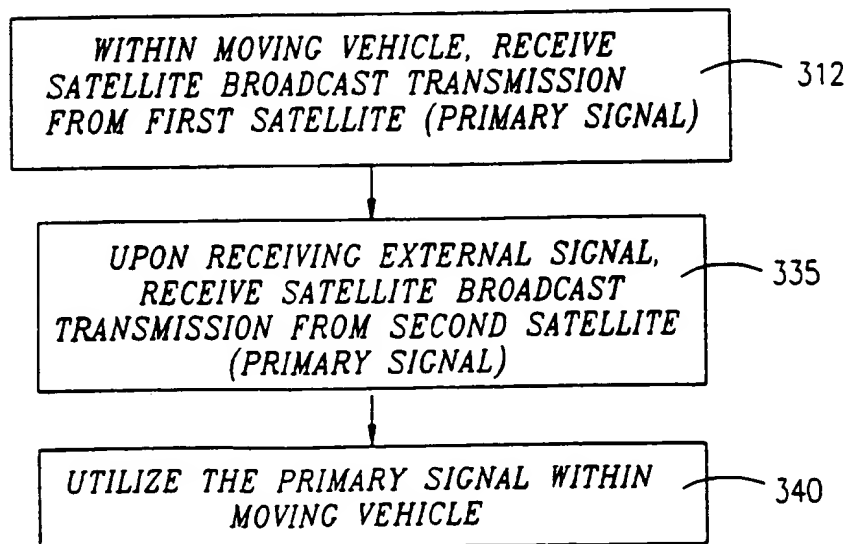 WITHIN MOVING VEHICLE, RECEIVE
SATELLITE BROADCAST TRANSMISSION
FROM FIRST SATELLITE (PRIMARY SIGNAL)
312
UPON RECEIVING EXTERNAL SIGNAL,
RECEIVE SATELLITE BROADCAST
TRANSMISSION FROM SECOND SATELLITE
(PRIMARY SIGNAL)
335
UTILIZE THE PRIMARY SIGNAL WITHIN
MOVING VEHICLE
340